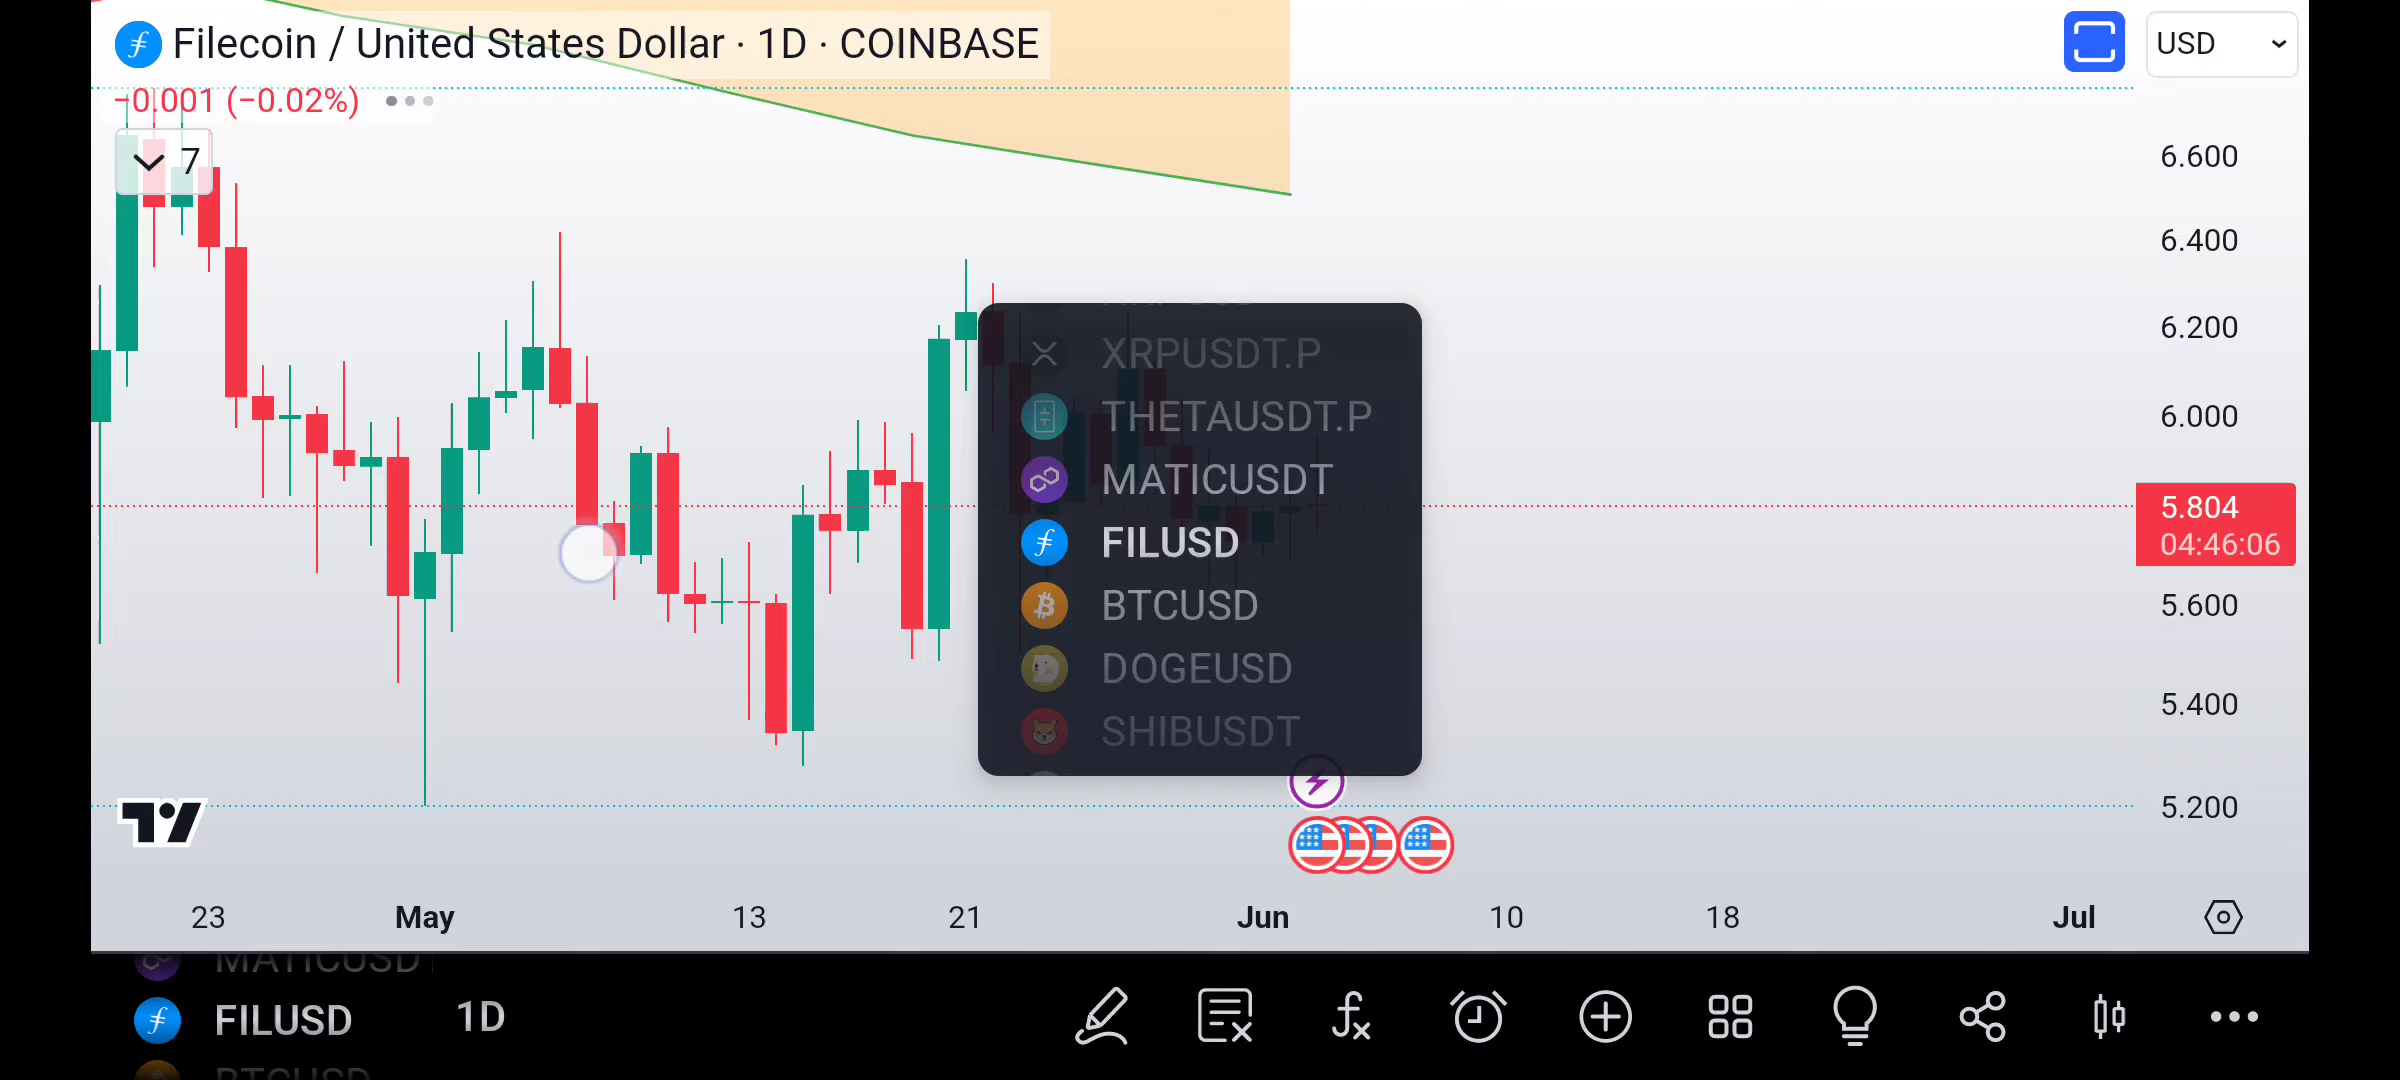 Filecoin / United States Dollar · 1D · COINBASE
USD
−0.001 (−0.02%)
7
6.600
6.400
6.200
6.000
5.804
04:46:06
5.600
5.400
5.200
XRPUSDT.P
THETAUSDT.P
MATICUSDT
FILUSD
BTCUSD
DOGEUSD
SHIBUSDT
23
May
13
21
Jun
10
18
Jul
MATICUSD
FILUSD
1D
BTCUSD